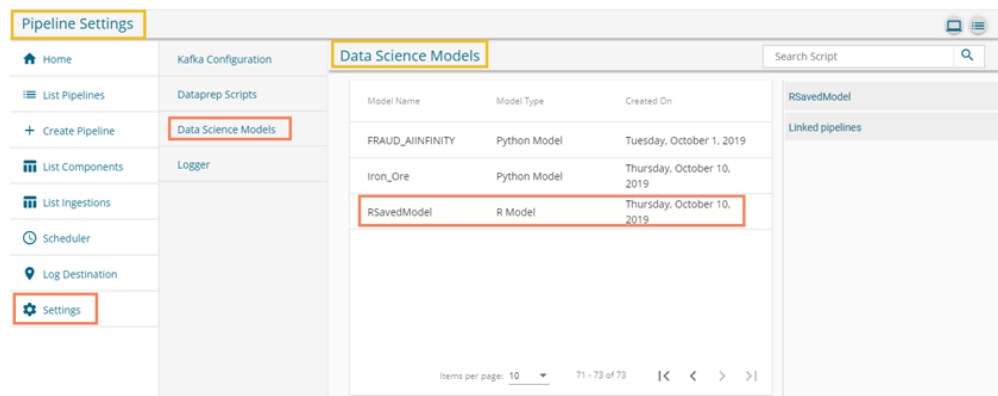 Pipeline Settings
Home
List Pipelines
Create Pipeline
List Components
List Ingestions
Scheduler
Log Destination
Settings
Kafka Configuration
Dataprep Scripts
Data Science Models
Logger
Data Science Models
Search Script
Model Name Model Type Created On
FRAUD_AIINFINITY Python Model Tuesday, October 1, 2019
Iron_Ore Python Model Thursday, October 10,
2019
RSavedModel R Model Thursday, October 10,
2019
Items per page: 10 71 - 73 of 73
RSavedModel
Linked pipelines